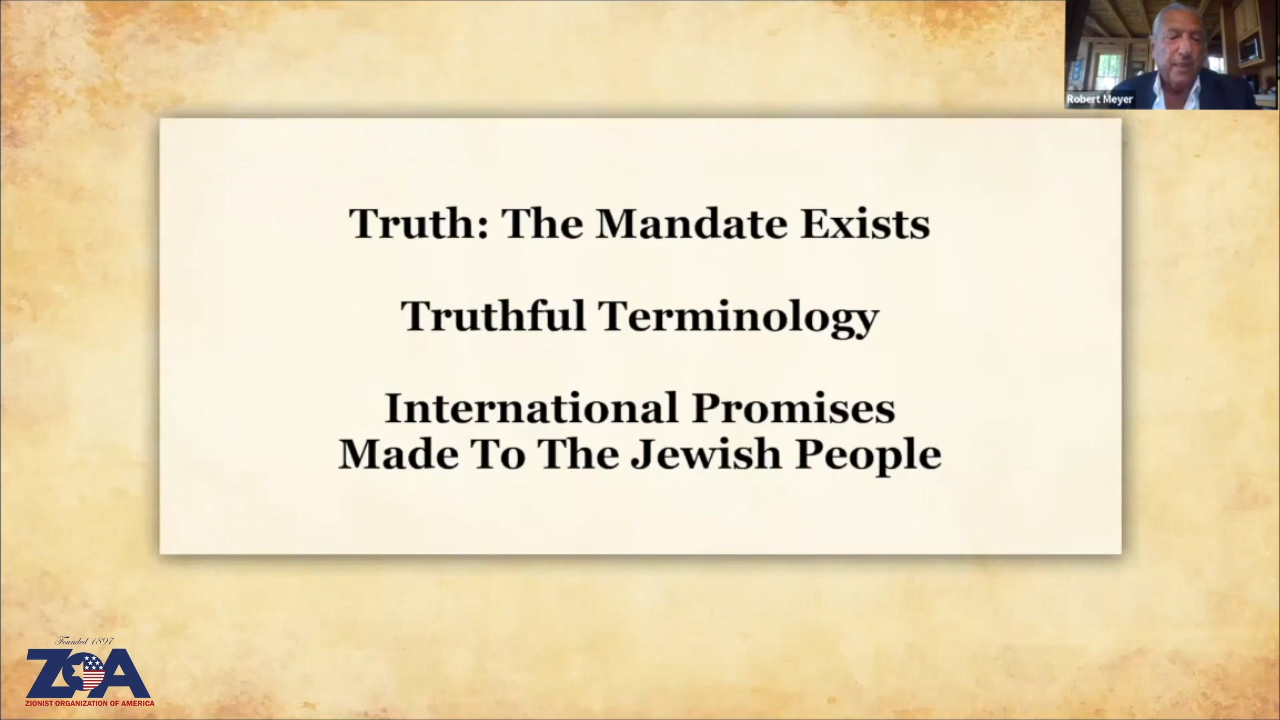 Robert Meyer
Truth: The Mandate Exists
Truthful Terminology
International Promises
Made To The Jewish People
Founded 1897
ZOA
ZIONIST ORGANIZATION OF AMERICA